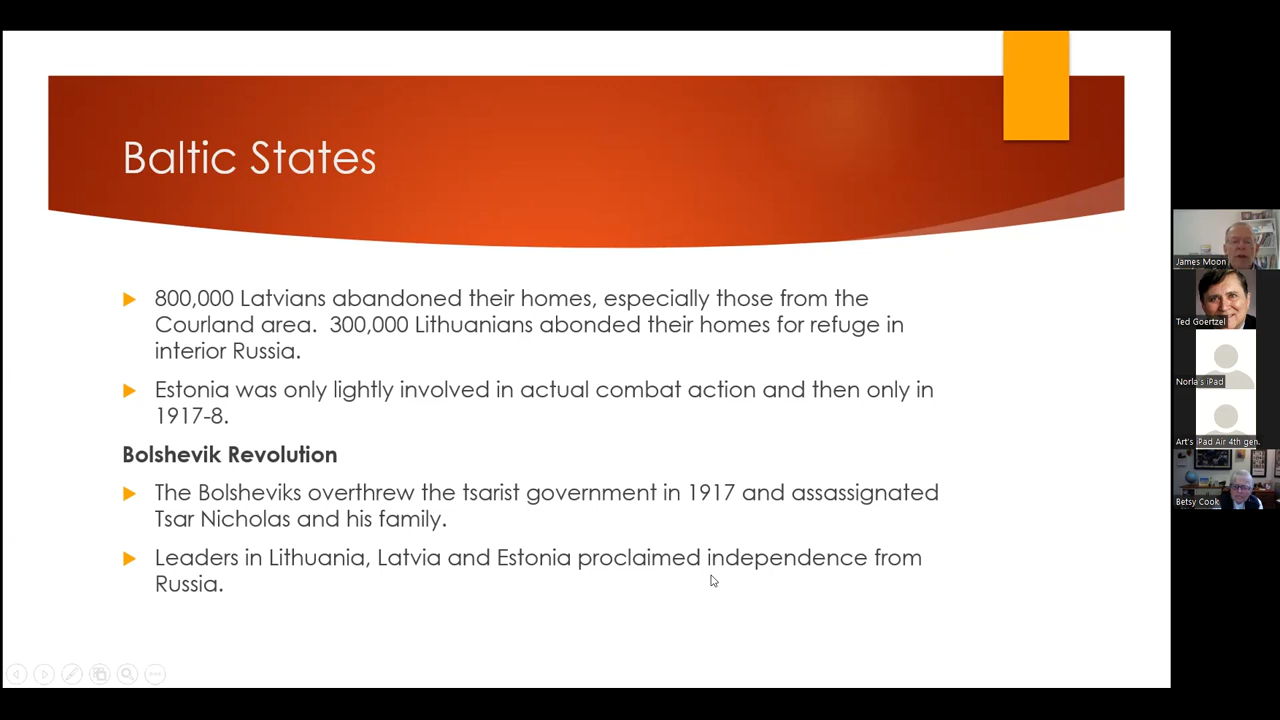 Baltic States
800,000 Latvians abandoned their homes, especially those from the
Courland area.  300,000 Lithuanians abonded their homes for refuge in
interior Russia.
Estonia was only lightly involved in actual combat action and then only in
1917-8.
Bolshevik Revolution
The Bolsheviks overthrew the tsarist government in 1917 and assassignated
Tsar Nicholas and his family.
Leaders in Lithuania, Latvia and Estonia proclaimed independence from
Russia.
James Moon
Ted Goertzel
Norla's iPad
Art's iPad Air 4th gen.
Betsy Cook